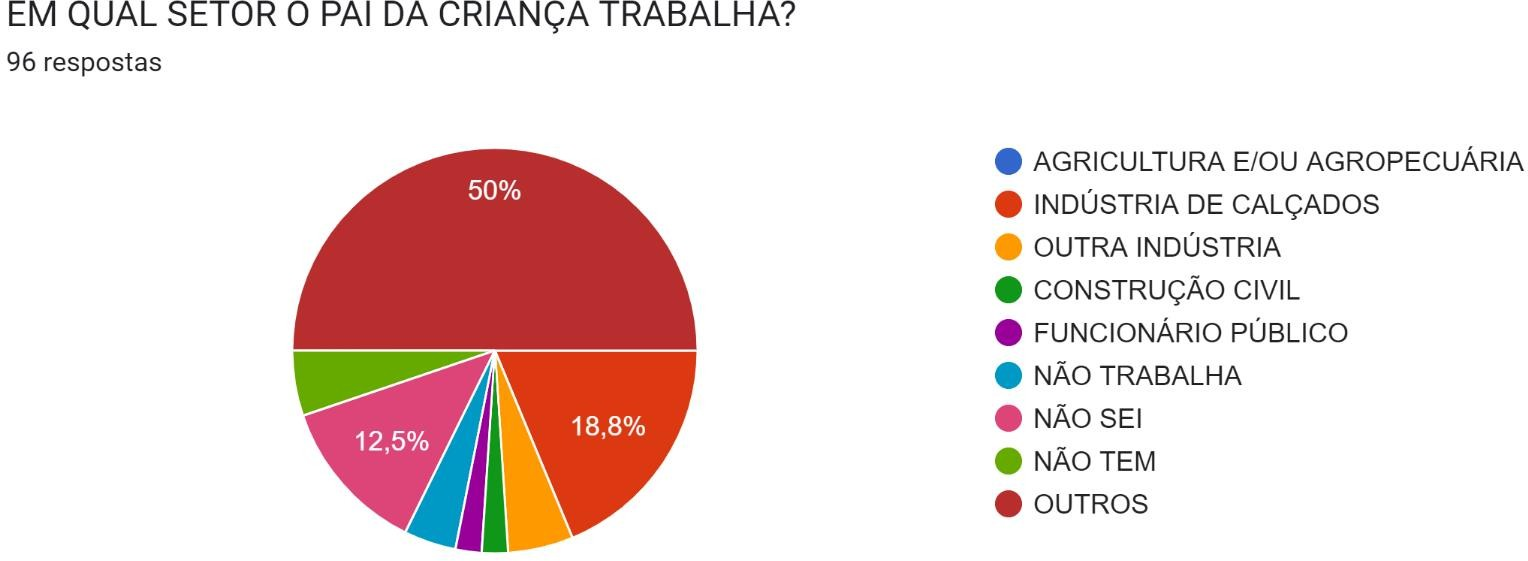 EM QUAL SETOR O PAI DA CRIANÇA TRABALHA?
96 respostas
50%
18,8%
12,5%
AGRICULTURA E/OU AGROPECUÁRIA
INDÚSTRIA DE CALÇADOS
OUTRA INDÚSTRIA
CONSTRUÇÃO CIVIL
FUNCIONÁRIO PÚBLICO
NÃO TRABALHA
NÃO SEI
NÃO TEM
OUTROS